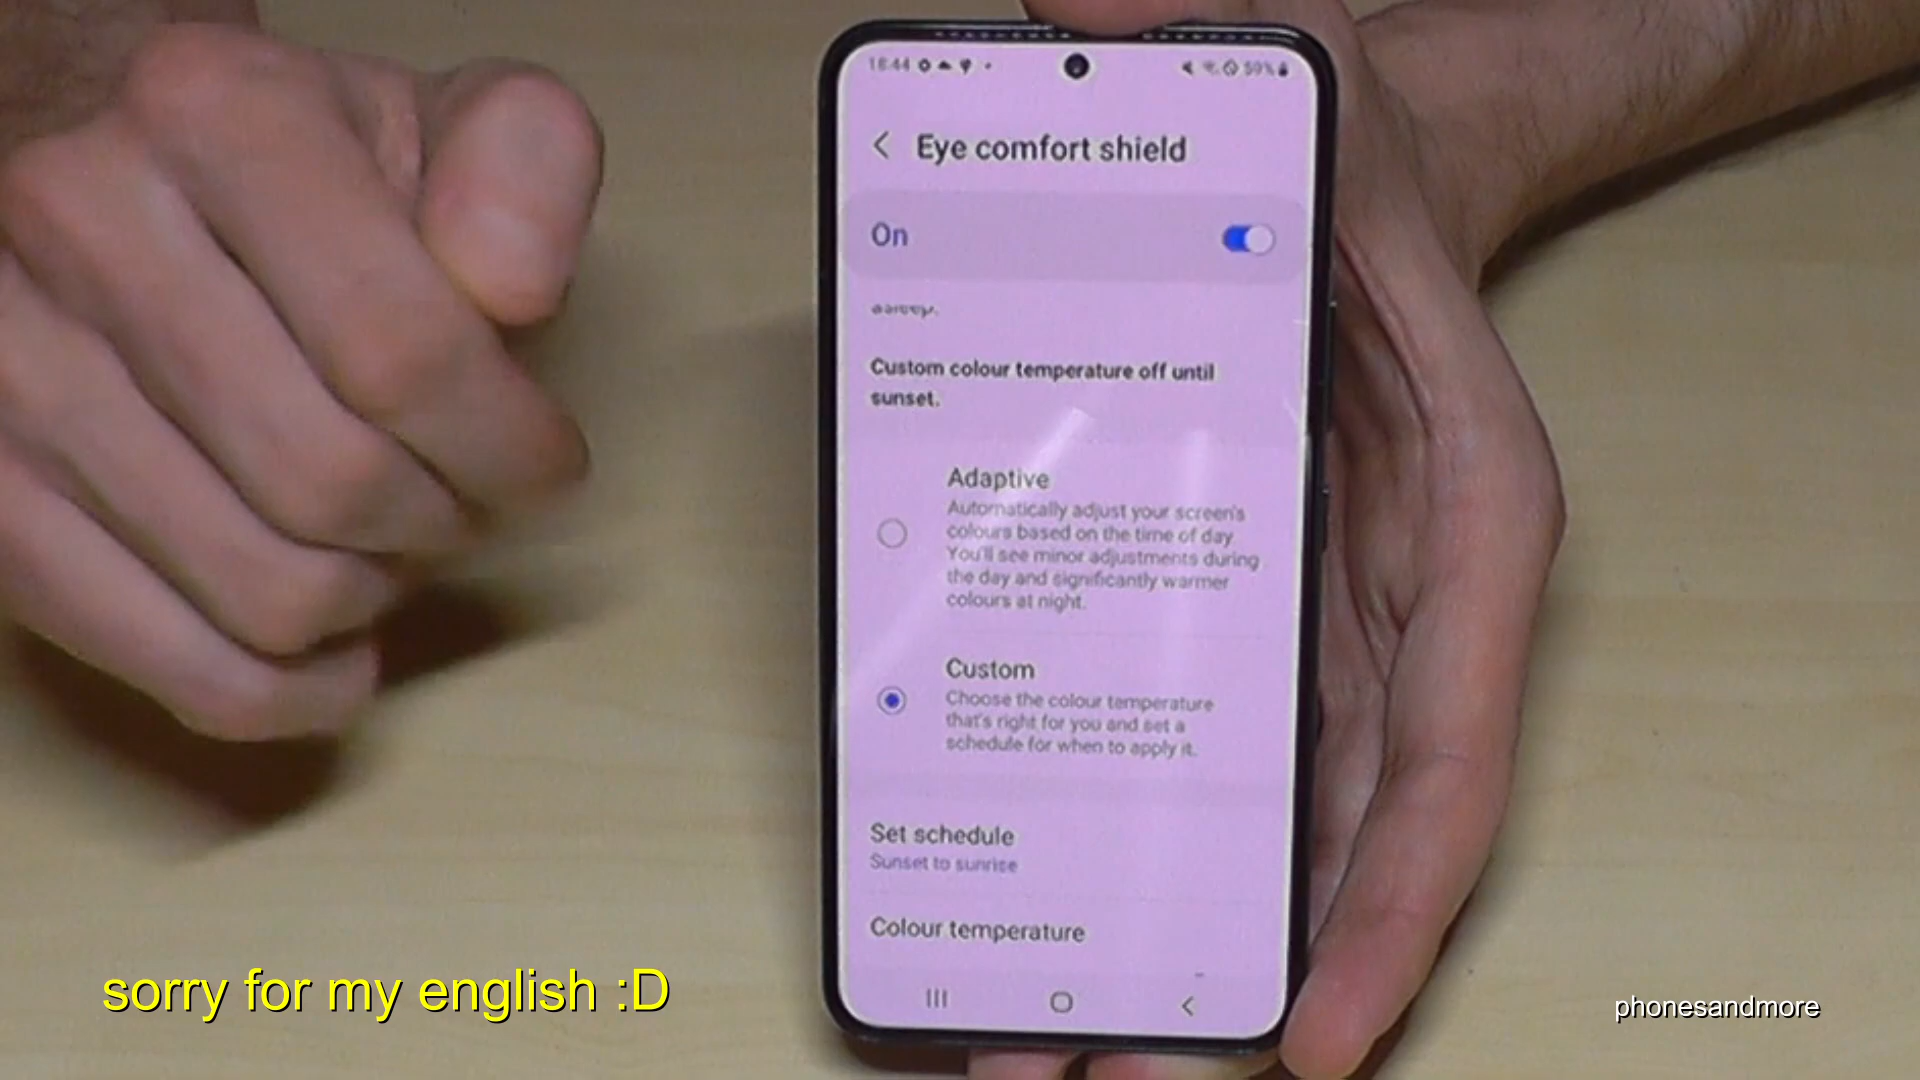 18:44
59%
Eye comfort shield
On
Custom colour temperature off until
sunset.
Adaptive
Automatically adjust your screen's
colours based on the time of day
You'll see minor adjustments during
the day and significantly warmer
colours at night.
Custom
Choose the colour temperature
that's right for you and set a
schedule for when to apply it.
Set schedule
Sunset to sunrise
Colour temperature
sorry for my english :D
phonesandmore